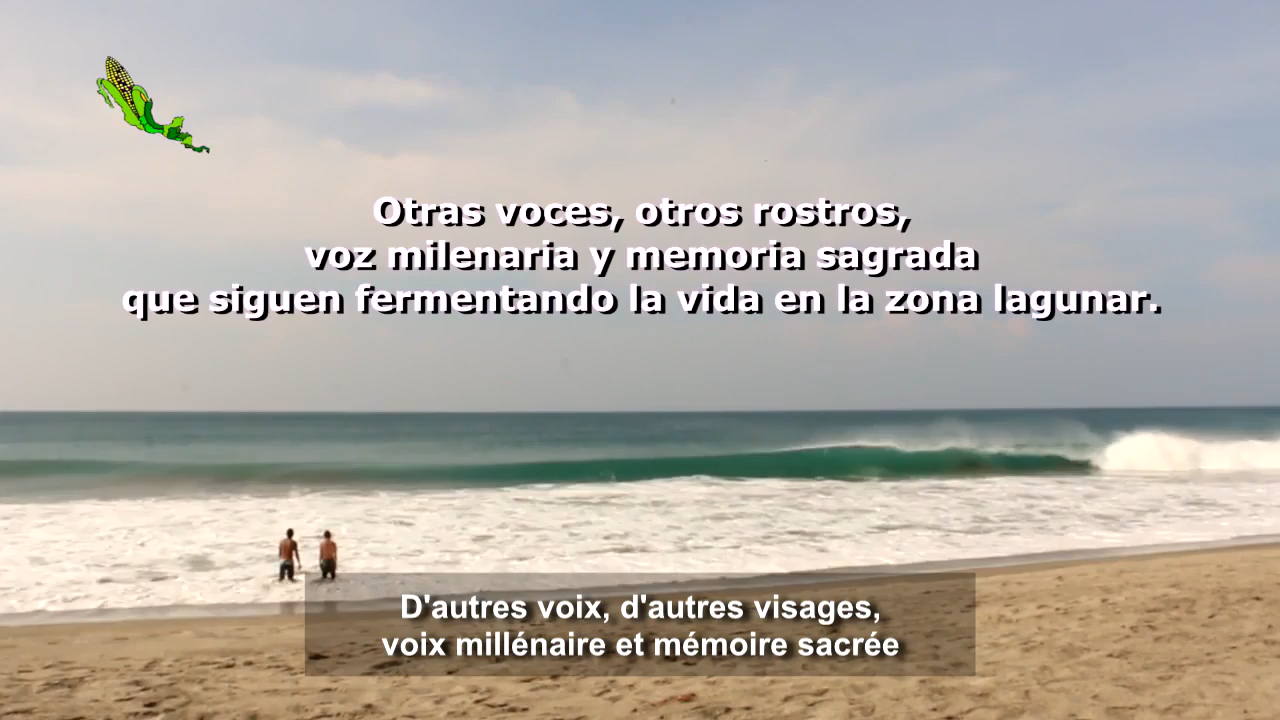 Otras voces, otros rostros,
voz milenaria y memoria sagrada
que siguen fermentando la vida en la zona lagunar.
D'autres voix, d'autres visages,
voix millénaire et mémoire sacrée